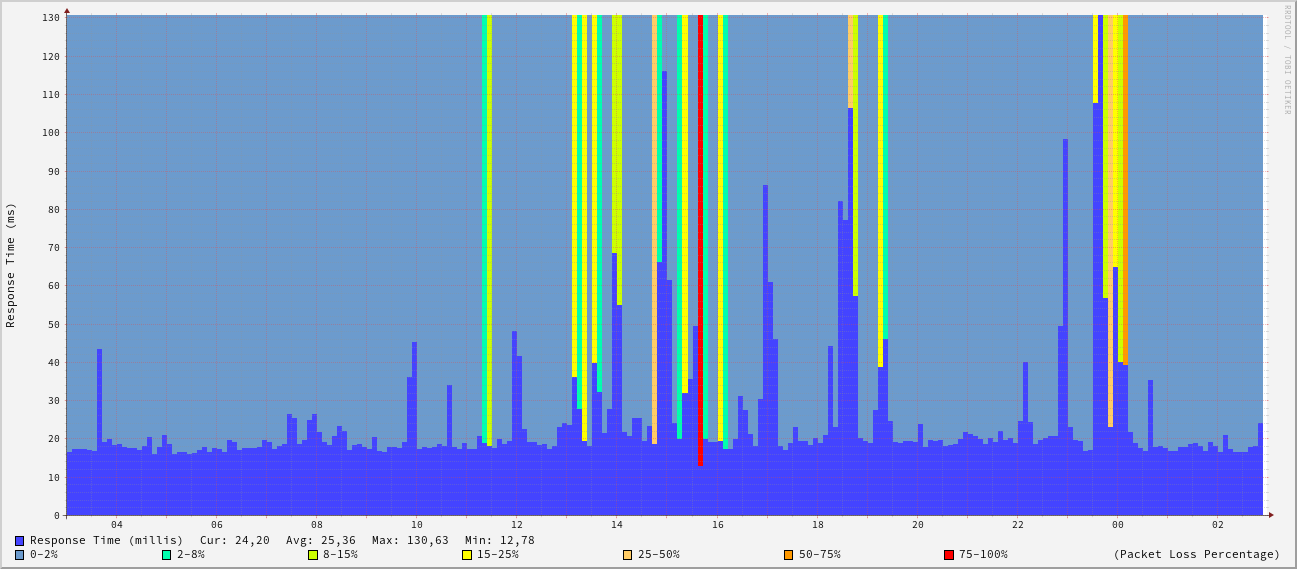 RRDTOOL / TOBI OETIKER
Response Time (ms)
130
120
110
100
90
80
70
60
50
40
30
20
10
0
04 06 08 10 12 14 16 18 20 22 00 02
Response Time (millis) Cur: 24,20 Avg: 25,36 Max: 130,63 Min: 12,78
0-2% 2-8% 8-15% 15-25% 25-50% 50-75% 75-100% (Packet Loss Percentage)